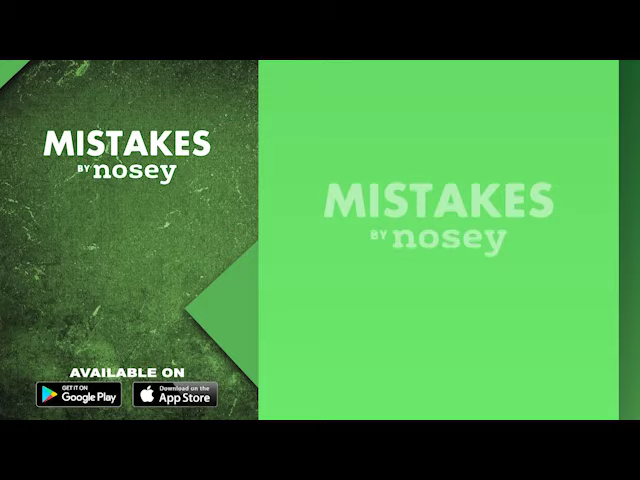 MISTAKES
BY nosey
AVAILABLE ON
GET IT ON
Google Play
Download on the
App Store
MISTAKES
BY nosey